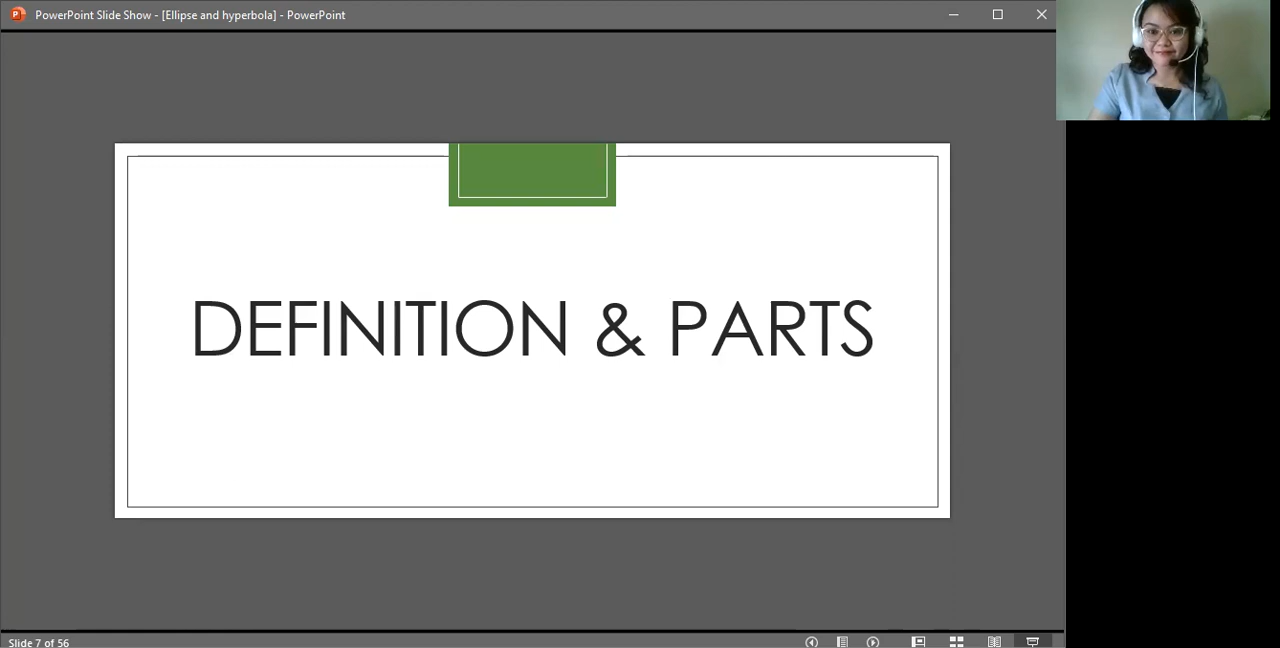 PowerPoint Slide Show - [Ellipse and hyperbola] - PowerPoint
DEFINITION & PARTS
Slide 7 of 56